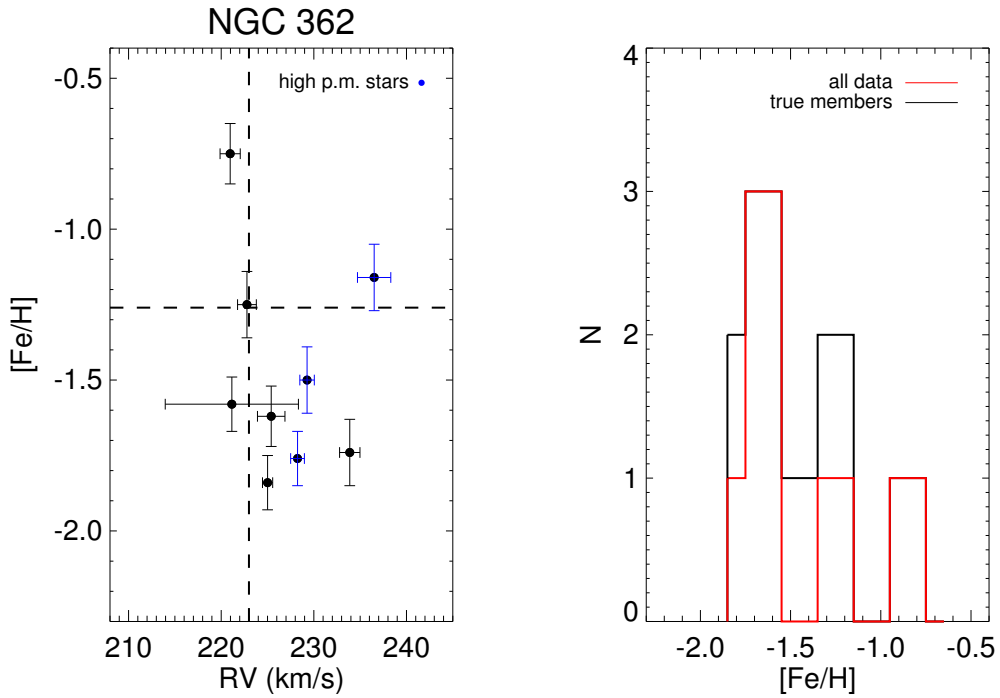 NGC 362
high p.m. stars
-0.5
-1.0
-1.5
-2.0
[Fe/H]
210 220 230 240
RV (km/s)
all data
true members
4
3
2
1
0
N
-2.0 -1.5 -1.0 -0.5
[Fe/H]